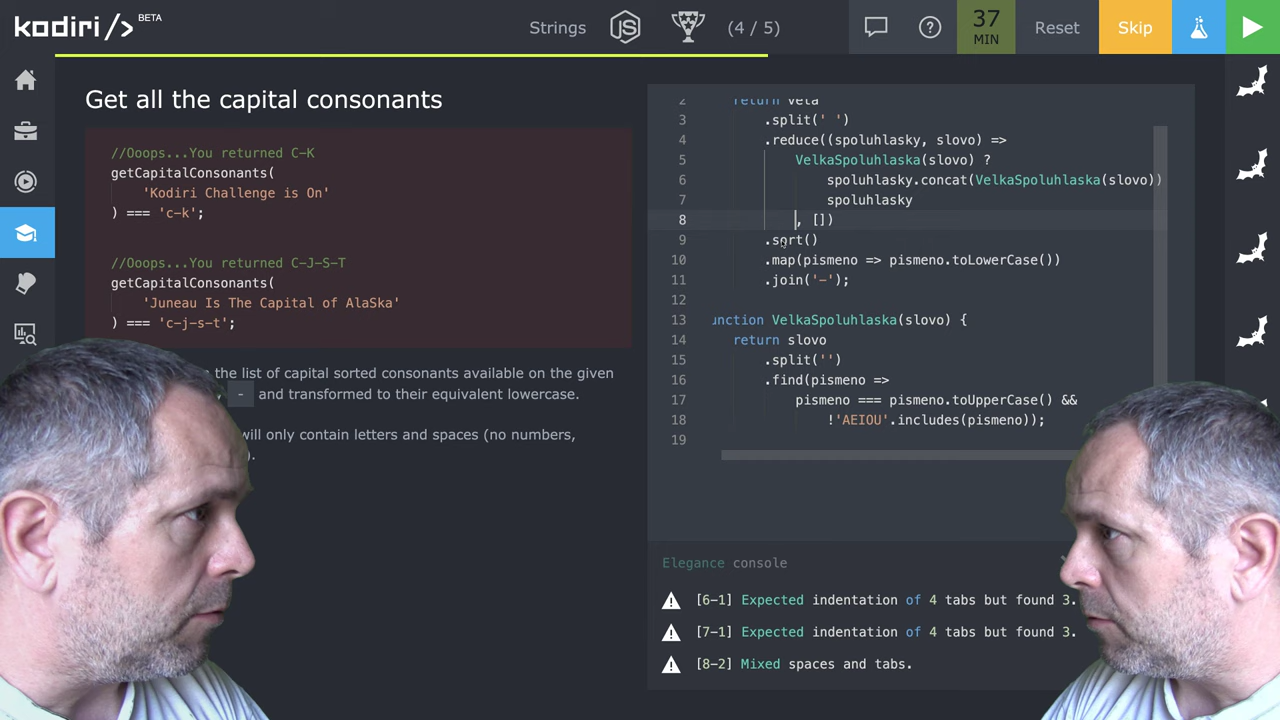 kodiri/> BETA
Strings
(4 / 5)
37
MIN
Reset
Skip
Get all the capital consonants
//Ooops...You returned C-K
getCapitalConsonants(
'Kodiri Challenge is On'
) === 'c-k';
//Ooops...You returned C-J-S-T
getCapitalConsonants(
'Juneau Is The Capital of AlaSka'
) === 'c-j-s-t';
the list of capital sorted consonants available on the given
- and transformed to their equivalent lowercase.
will only contain letters and spaces (no numbers,
).
2 return veta
3 .split(' ')
4 .reduce((spoluhlasky, slovo) =>
5 VelkaSpoluhlaska(slovo) ?
6 spoluhlasky.concat(VelkaSpoluhlaska(slovo))
7 spoluhlasky
8 , [])
9 .sort()
10 .map(pismeno => pismeno.toLowerCase())
11 .join('-');
12
13 unction VelkaSpoluhlaska(slovo) {
14 return slovo
15 .split('')
16 .find(pismeno =>
17 pismeno === pismeno.toUpperCase() &&
18 !'AEIOU'.includes(pismeno));
19
Elegance console
[6-1] Expected indentation of 4 tabs but found 3.
[7-1] Expected indentation of 4 tabs but found 3.
[8-2] Mixed spaces and tabs.